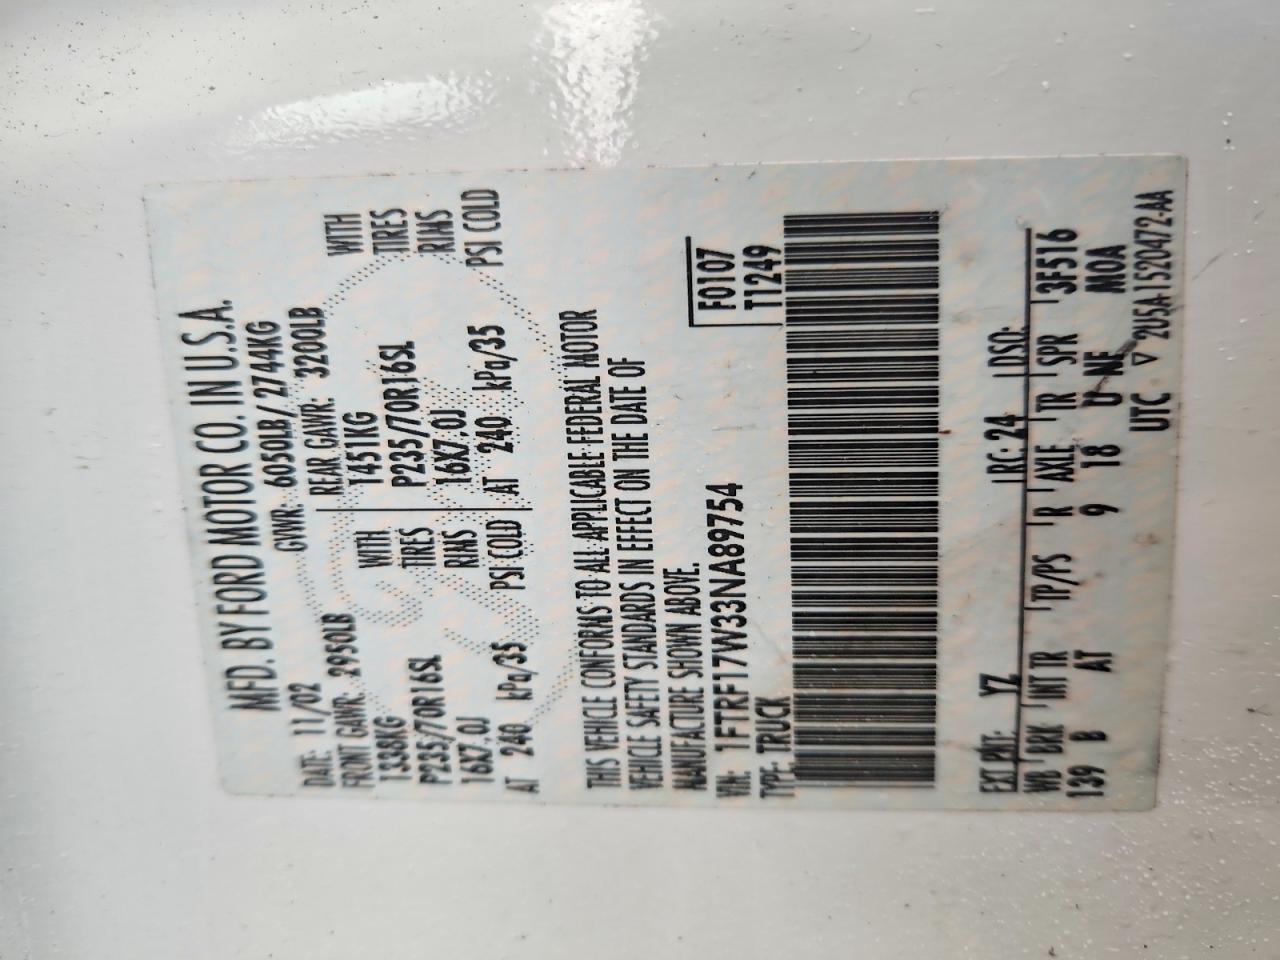 MFD. BY FORD MOTOR CO. IN U.S.A.
DATE: 11/02 GVWR: 6050LB/ 2744KG
FRONT GAWR: 2950LB REAR GAWR: 3200LB
1338KG WITH 1451KG WITH
P235/70R16SL TIRES P235/70R16SL TIRES
16X7.0J RIMS 16X7.0J RIMS
AT 240 kPa/35 PSI COLD AT 240 kPa/35 PSI COLD
THIS VEHICLE CONFORMS TO ALL APPLICABLE FEDERAL MOTOR
VEHICLE SAFETY STANDARDS IN EFFECT ON THE DATE OF
MANUFACTURE SHOWN ABOVE.
VIN: 1FTRF17W33NA89754 F0107
TYPE: TRUCK T1249
EXT PNT: YZ RC: 24 DSO:
WB BRK INT TR TP/PS R AXLE TR SPR 3F516
139 B AT 9 18 U NF MOA
UTC ▽ 2U5A-1520472-AA